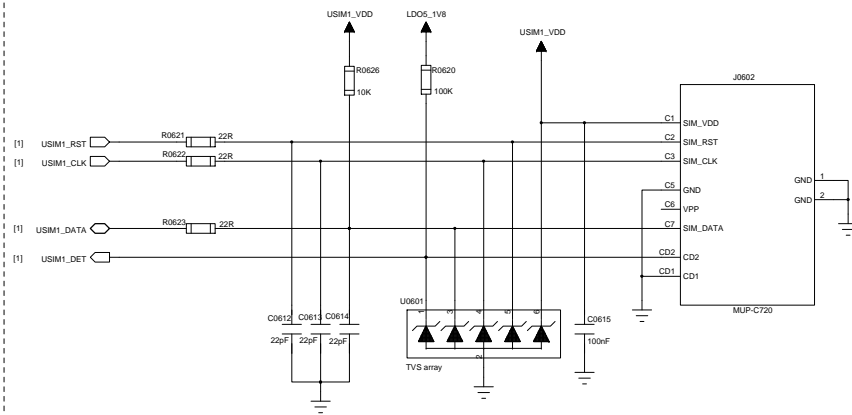 USIM1_VDD
LDO5_1V8
USIM1_VDD
R0626
10K
R0620
100K
J0602
[1] USIM1_RST R0621 22R
[1] USIM1_CLK R0622 22R
[1] USIM1_DATA R0623 22R
[1] USIM1_DET
C1 SIM_VDD
C2 SIM_RST
C3 SIM_CLK
C5 GND
C6 VPP
C7 SIM_DATA
CD2 CD2
CD1 CD1
GND 1
GND 2
MUP-C720
C0612 C0613 C0614
22pF 22pF 22pF
U0601
1 3 4 5 6
2
TVS array
C0615
100nF